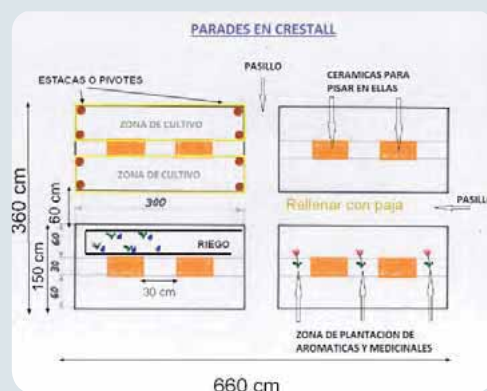 PARADES EN CRESTALL
ESTACAS O PIVOTES
PASILLO
CERAMICAS PARA
PISAR EN ELLAS
ZONA DE CULTIVO
ZONA DE CULTIVO
300
360 cm
60 cm
Rellenar con paja
PASILLO
150 cm
60
30
60
RIEGO
30 cm
ZONA DE PLANTACION DE
AROMATICAS Y MEDICINALES
660 cm